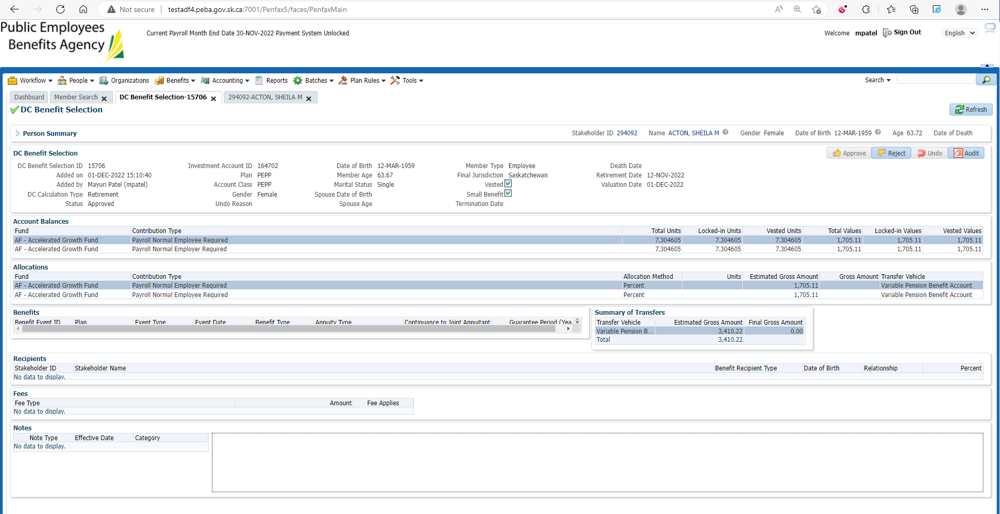 Not secure | testadf4.peba.gov.sk.ca:7001/Penfax5/faces/PenfaxMain
Public Employees
Benefits Agency
Current Payroll Month End Date 30-NOV-2022 Payment System Unlocked
Welcome mpatel Sign Out English
Workflow People Organizations Benefits Accounting Reports Batches Plan Rules Tools Search
Dashboard Member Search DC Benefit Selection-15706 294092-ACTON, SHEILA M
DC Benefit Selection Refresh
Person Summary Stakeholder ID 294092 Name ACTON, SHEILA M Gender Female Date of Birth 12-MAR-1959 Age 63.72 Date of Death
DC Benefit Selection Approve Reject Undo Audit
DC Benefit Selection ID 15706 Investment Account ID 164702 Date of Birth 12-MAR-1959 Member Type Employee Death Date
Added on 01-DEC-2022 15:10:40 Plan PEPP Member Age 63.67 Final Jurisdiction Saskatchewan Retirement Date 12-NOV-2022
Added by Mayuri Patel (mpatel) Account Class PEPP Marital Status Single Vested Valuation Date 01-DEC-2022
DC Calculation Type Retirement Gender Female Spouse Date of Birth Small Benefit
Status Approved Undo Reason Spouse Age Termination Date
Account Balances
Fund Contribution Type Total Units Locked-in Units Vested Units Total Values Locked-in Values Vested Values
AF - Accelerated Growth Fund Payroll Normal Employee Required 7.304605 7.304605 7.304605 1,705.11 1,705.11 1,705.11
AF - Accelerated Growth Fund Payroll Normal Employer Required 7.304605 7.304605 7.304605 1,705.11 1,705.11 1,705.11
Allocations
Fund Contribution Type Allocation Method Units Estimated Gross Amount Gross Amount Transfer Vehicle
AF - Accelerated Growth Fund Payroll Normal Employer Required Percent 1,705.11 Variable Pension Benefit Account
AF - Accelerated Growth Fund Payroll Normal Employee Required Percent 1,705.11 Variable Pension Benefit Account
Benefits
Benefit Event ID Plan Event Type Event Date Benefit Type Annuity Type Continuance to Joint Annuitant Guarantee Period (Yea
Summary of Transfers
Transfer Vehicle Estimated Gross Amount Final Gross Amount
Variable Pension B... 3,410.22 0.00
Total 3,410.22
Recipients
Stakeholder ID Stakeholder Name Benefit Recipient Type Date of Birth Relationship Percent
No data to display.
Fees
Fee Type Amount Fee Applies
No data to display.
Notes
Note Type Effective Date Category
No data to display.